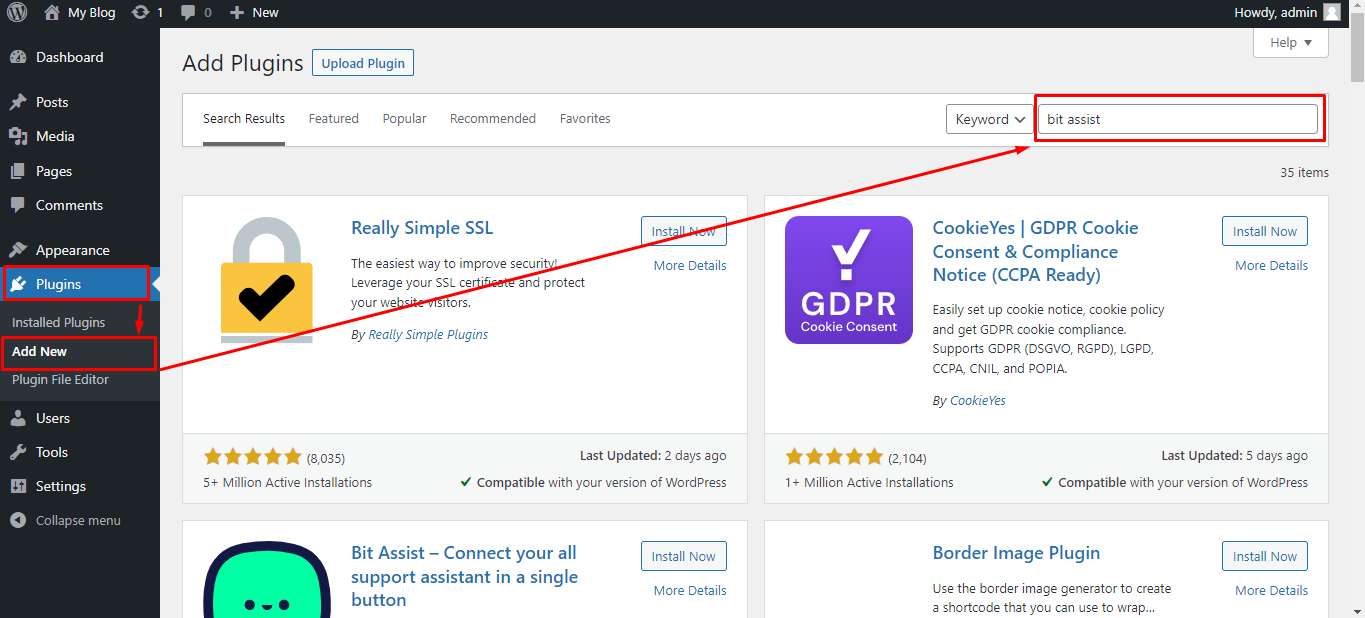 My Blog 1 0 New Howdy, admin
Dashboard
Posts
Media
Pages
Comments
Appearance
Plugins
Installed Plugins
Add New
Plugin File Editor
Users
Tools
Settings
Collapse menu
Help
Add Plugins Upload Plugin
Search Results Featured Popular Recommended Favorites Keyword bit assist
35 items
Really Simple SSL
Install Now
More Details
The easiest way to improve security!
Leverage your SSL certificate and protect
your website visitors.
By Really Simple Plugins
(8,035)
Last Updated: 2 days ago
5+ Million Active Installations
Compatible with your version of WordPress
GDPR
Cookie Consent
CookieYes | GDPR Cookie
Consent & Compliance
Notice (CCPA Ready)
Install Now
More Details
Easily set up cookie notice, cookie policy
and get GDPR cookie compliance.
Supports GDPR (DSGVO, RGPD), LGPD,
CCPA, CNIL, and POPIA.
By CookieYes
(2,104)
Last Updated: 5 days ago
1+ Million Active Installations
Compatible with your version of WordPress
Bit Assist – Connect your all
support assistant in a single
button
Install Now
More Details
Border Image Plugin
Install Now
More Details
Use the border image generator to create
a shortcode that you can use to wrap...